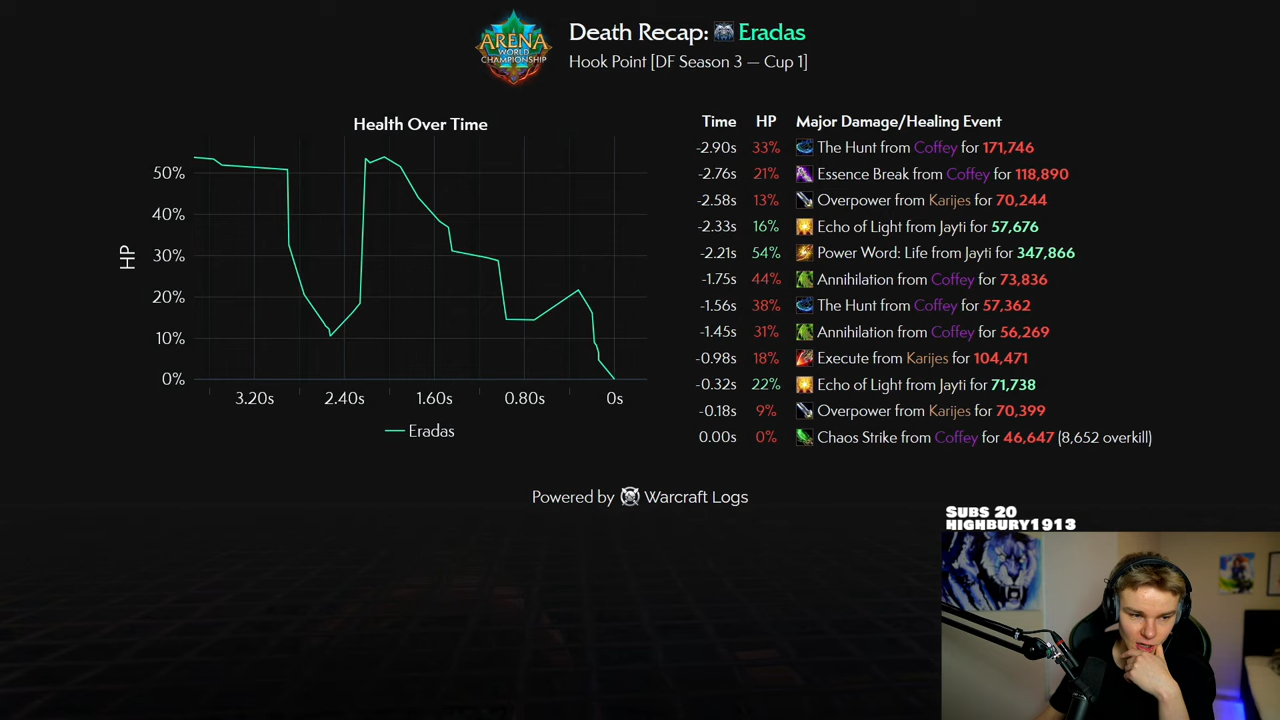 ARENA
WORLD
CHAMPIONSHIP
Death Recap: Eradas
Hook Point [DF Season 3 — Cup 1]
Health Over Time
HP
50%
40%
30%
20%
10%
0%
3.20s 2.40s 1.60s 0.80s 0s
Eradas
Time HP Major Damage/Healing Event
-2.90s 33% The Hunt from Coffey for 171,746
-2.76s 21% Essence Break from Coffey for 118,890
-2.58s 13% Overpower from Karijes for 70,244
-2.33s 16% Echo of Light from Jayti for 57,676
-2.21s 54% Power Word: Life from Jayti for 347,866
-1.75s 44% Annihilation from Coffey for 73,836
-1.56s 38% The Hunt from Coffey for 57,362
-1.45s 31% Annihilation from Coffey for 56,269
-0.98s 18% Execute from Karijes for 104,471
-0.32s 22% Echo of Light from Jayti for 71,738
-0.18s 9% Overpower from Karijes for 70,399
0.00s 0% Chaos Strike from Coffey for 46,647 (8,652 overkill)
Powered by Warcraft Logs
SUBS 20
HIGHBURY1913